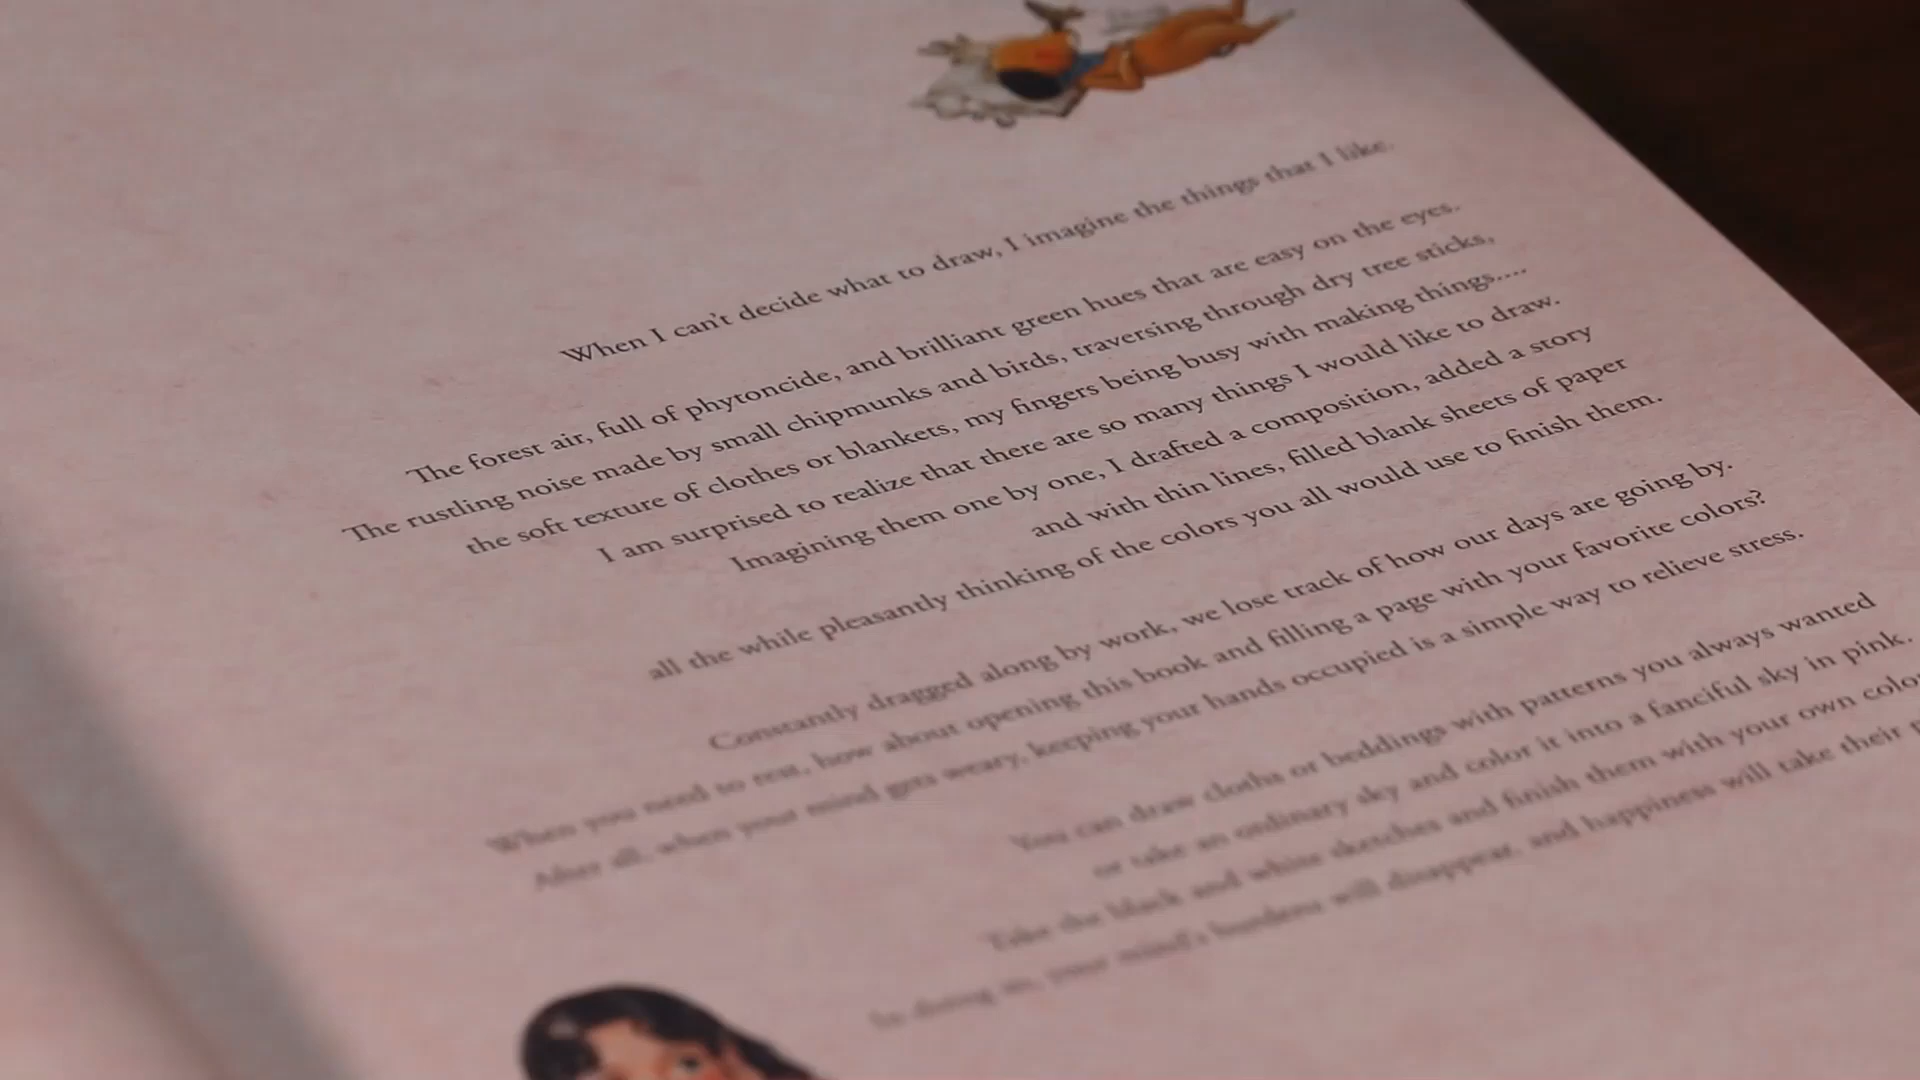 When I can't decide what to draw, I imagine the things that I like.
The forest air, full of phytoncide, and brilliant green hues that are easy on the eyes.
The rustling noise made by small chipmunks and birds, traversing through dry tree sticks,
the soft texture of clothes or blankets, my fingers being busy with making things....
I am surprised to realize that there are so many things I would like to draw.
Imagining them one by one, I drafted a composition, added a story
and with thin lines, filled blank sheets of paper
all the while pleasantly thinking of the colors you all would use to finish them.
Constantly dragged along by work, we lose track of how our days are going by.
When you need to rest, how about opening this book and filling a page with your favorite colors?
After all, when your mind gets weary, keeping your hands occupied is a simple way to relieve stress.
You can draw cloths or beddings with patterns you always wanted
or take an ordinary sky and color it into a fanciful sky in pink.
Take the black and white sketches and finish them with your own
In doing so, your mind's burdens will disappear, and happiness will take their